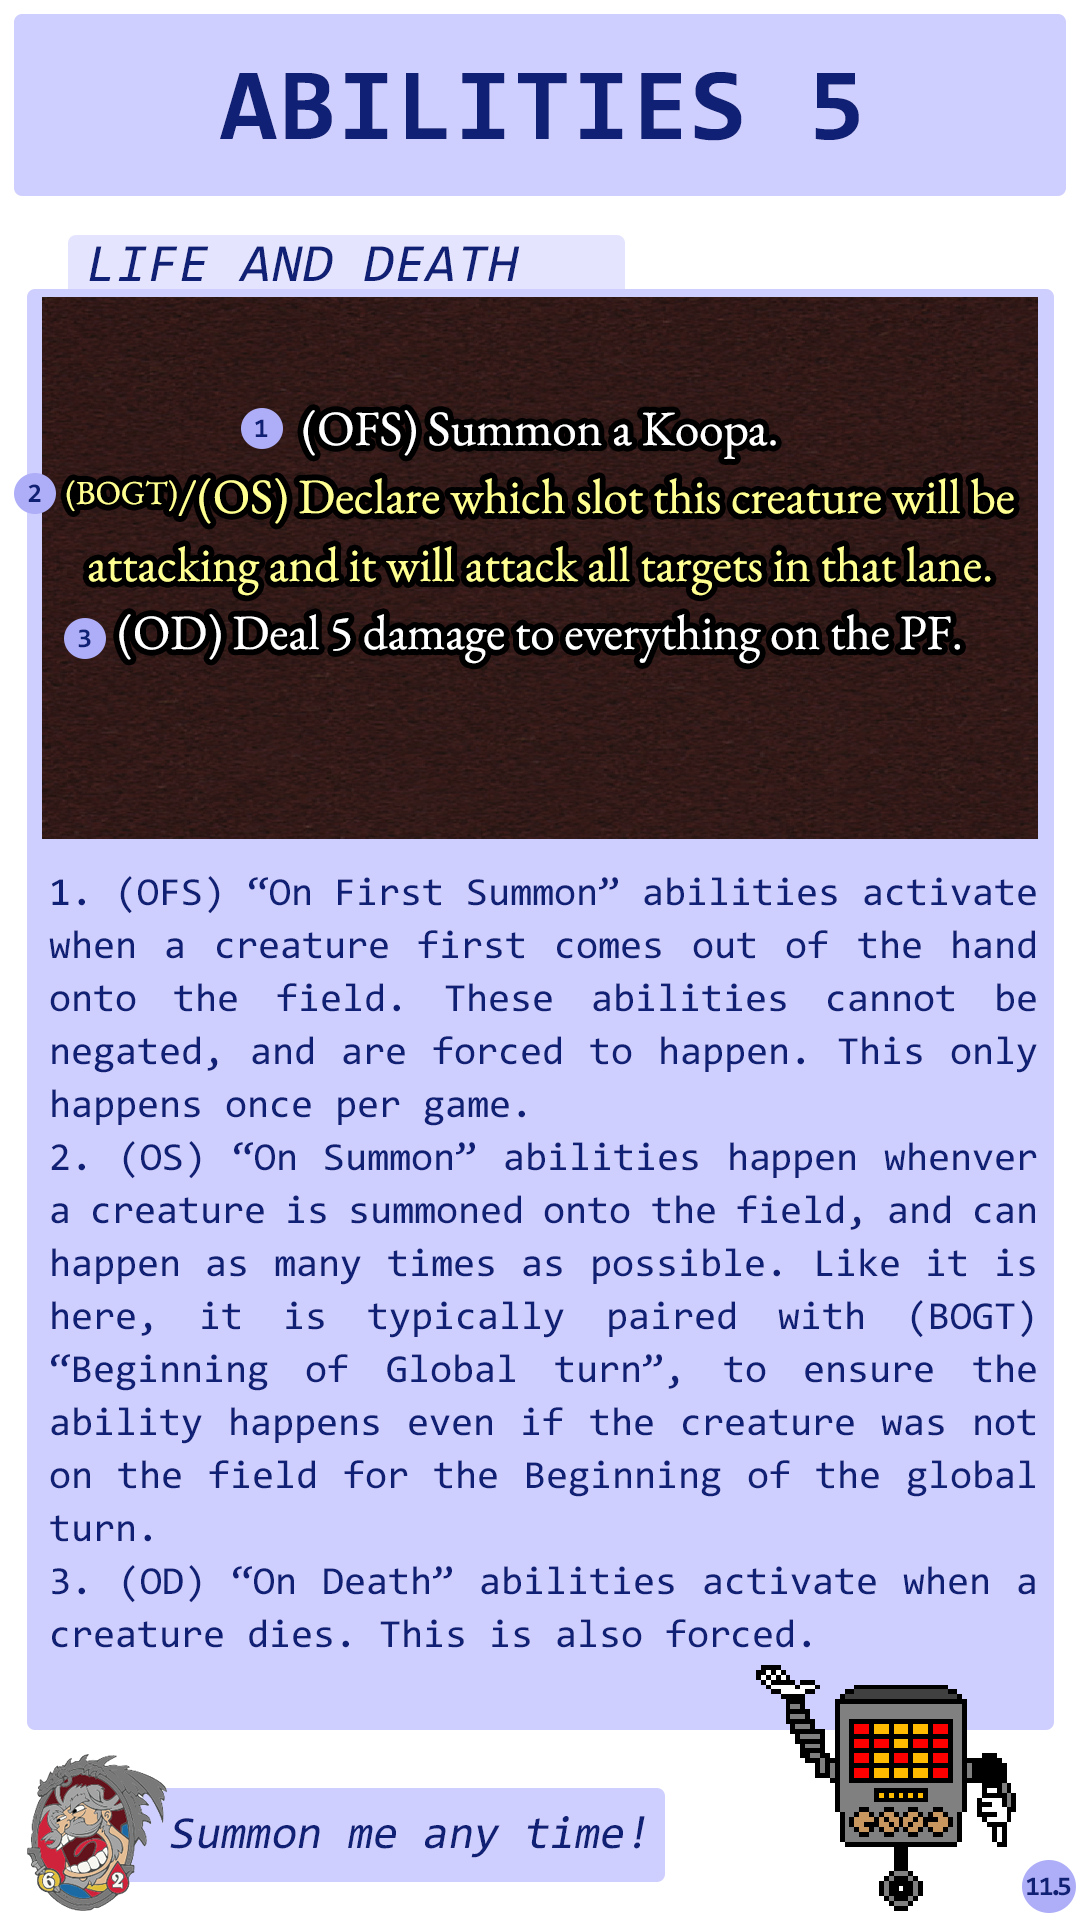 ABILITIES 5
LIFE AND DEATH
1 (OFS) Summon a Koopa.
2 (BOGT)/(OS) Declare which slot this creature will be
attacking and it will attack all targets in that lane.
3 (OD) Deal 5 damage to everything on the PF.
1. (OFS) “On First Summon” abilities activate
when a creature first comes out of the hand
onto the field. These abilities cannot be
negated, and are forced to happen. This only
happens once per game.
2. (OS) “On Summon” abilities happen whenver
a creature is summoned onto the field, and can
happen as many times as possible. Like it is
here, it is typically paired with (BOGT)
“Beginning of Global turn”, to ensure the
ability happens even if the creature was not
on the field for the Beginning of the global
turn.
3. (OD) “On Death” abilities activate when a
creature dies. This is also forced.
Summon me any time!
6 2
11.5